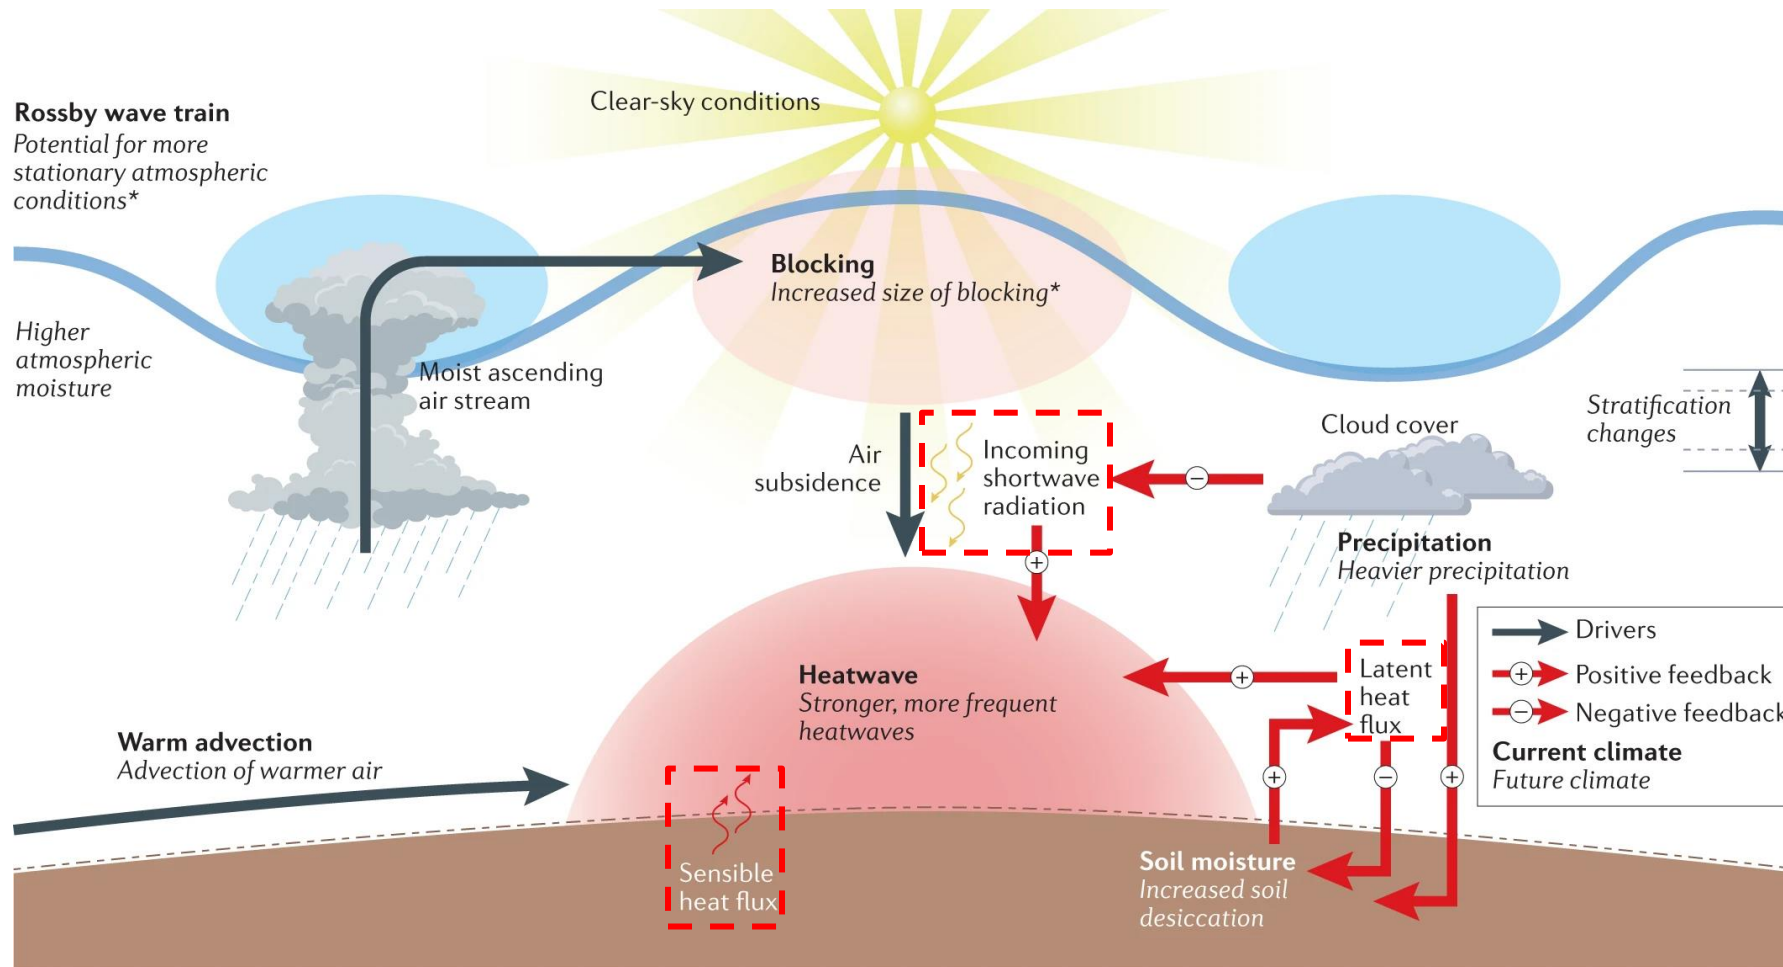 Clear-sky conditions
Rossby wave train
Potential for more
stationary atmospheric
conditions*
Higher
atmospheric
moisture
Moist ascending
air stream
Blocking
Increased size of blocking*
Air
subsidence
Incoming
shortwave
radiation
+
−
Cloud cover
Stratification
changes
Precipitation
Heavier precipitation
Heatwave
Stronger, more frequent
heatwaves
+
Latent
heat
flux
+
−
+
Warm advection
Advection of warmer air
Sensible
heat flux
Soil moisture
Increased soil
desiccation
Drivers
+ Positive feedback
− Negative feedback
Current climate
Future climate